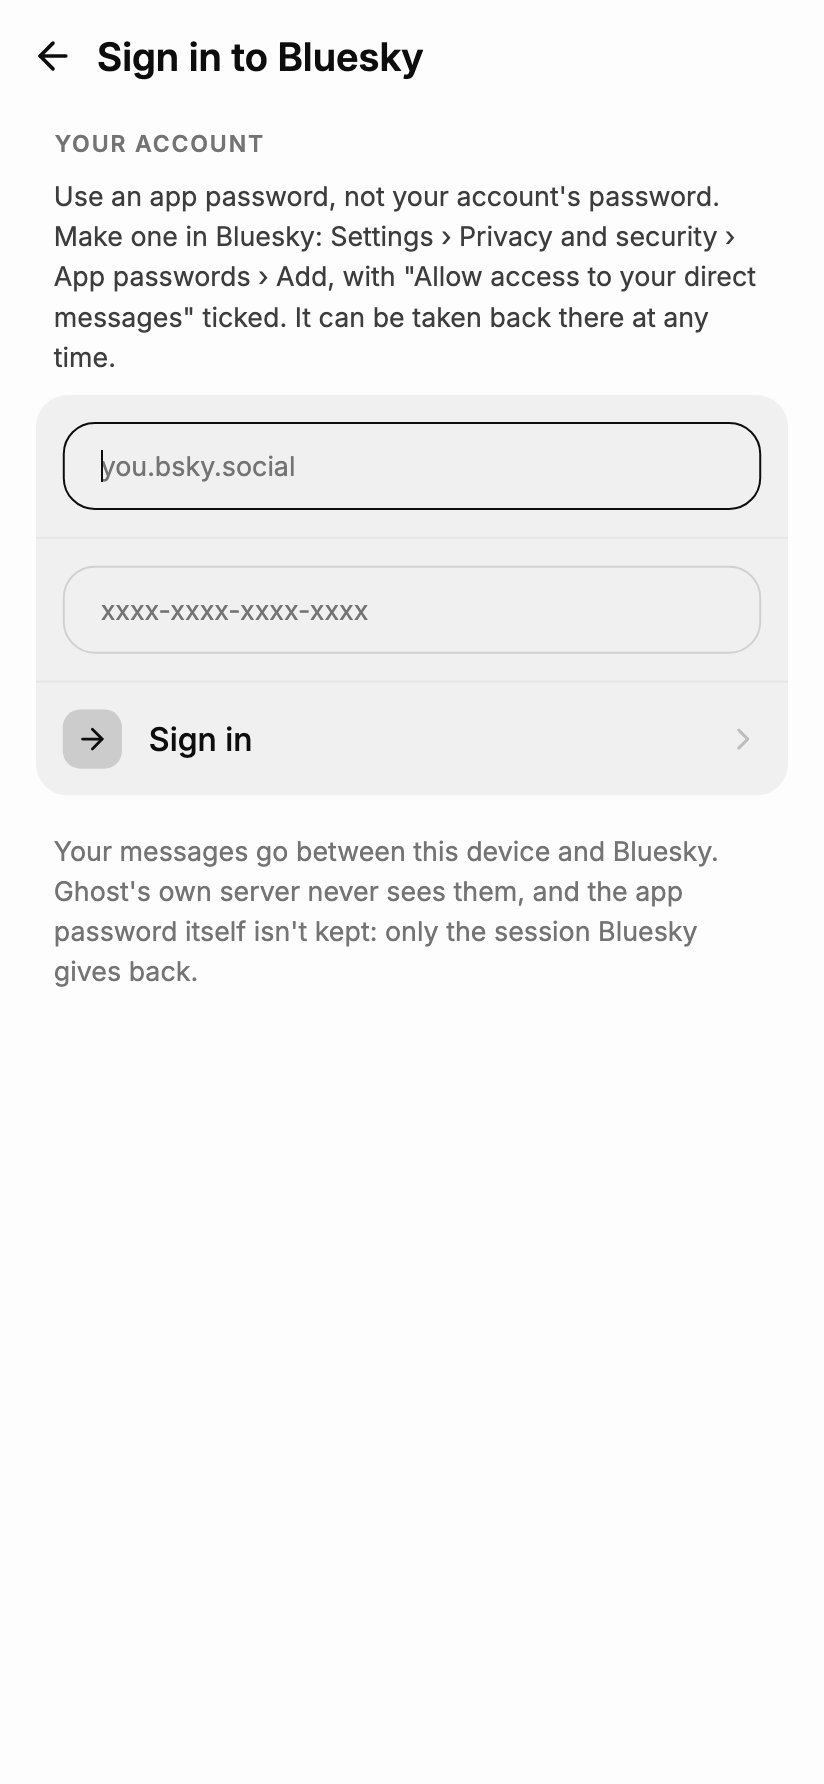 Sign in to Bluesky
YOUR ACCOUNT
Use an app password, not your account's password.
Make one in Bluesky: Settings › Privacy and security ›
App passwords › Add, with "Allow access to your direct
messages" ticked. It can be taken back there at any
time.
you.bsky.social
xxxx-xxxx-xxxx-xxxx
Sign in
Your messages go between this device and Bluesky.
Ghost's own server never sees them, and the app
password itself isn't kept: only the session Bluesky
gives back.